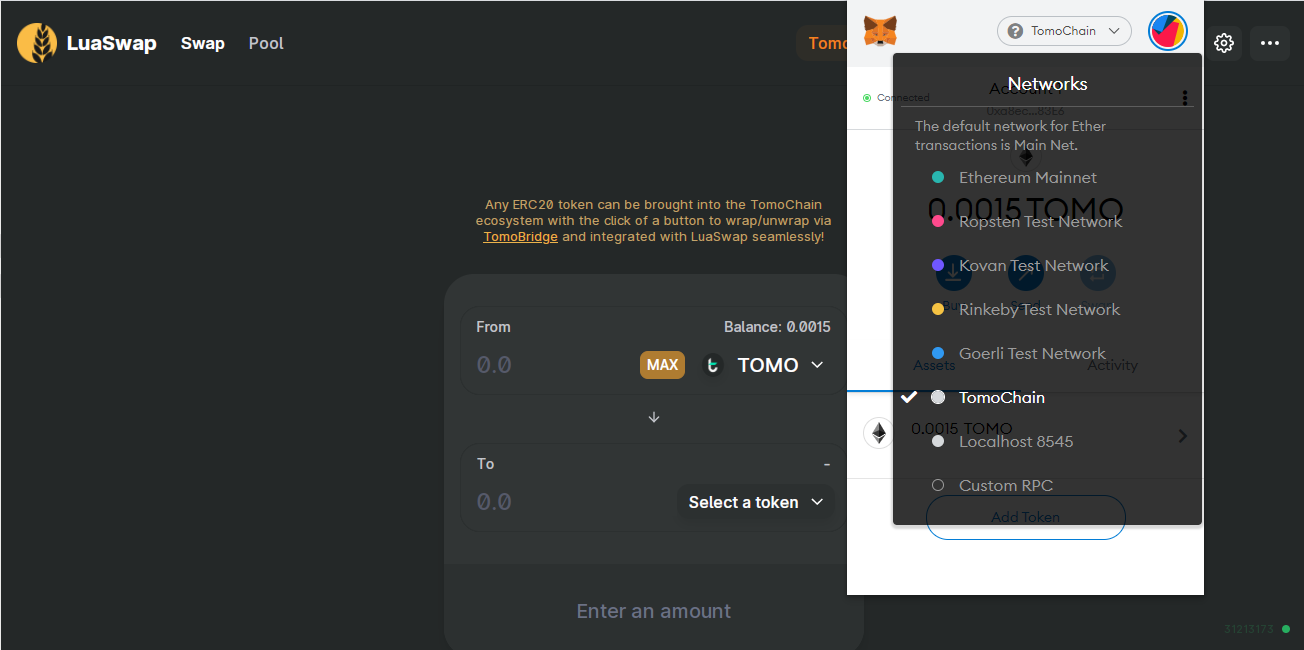 LuaSwap
Swap
Pool
Tomo
TomoChain
Networks
Connected
Account 1
The default network for Ether
transactions is Main Net.
Ethereum Mainnet
0.0015 TOMO
Ropsten Test Network
Kovan Test Network
Rinkeby Test Network
Goerli Test Network
Assets
Activity
TomoChain
0.0015 TOMO
Localhost 8545
Custom RPC
Add Token
Any ERC20 token can be brought into the TomoChain
ecosystem with the click of a button to wrap/unwrap via
TomoBridge and integrated with LuaSwap seamlessly!
From
Balance: 0.0015
0.0
MAX
TOMO
To
-
0.0
Select a token
Enter an amount
31213173